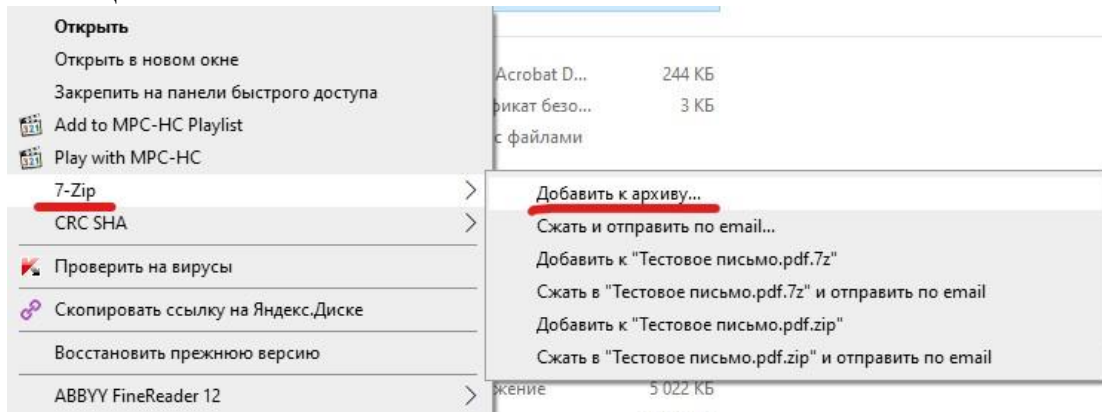 Открыть
Открыть в новом окне
Закрепить на панели быстрого доступа
Add to MPC-HC Playlist
Play with MPC-HC
7-Zip
CRC SHA
Проверить на вирусы
Скопировать ссылку на Яндекс.Диске
Восстановить прежнюю версию
ABBYY FineReader 12
Acrobat D... 244 КБ
фикат безо... 3 КБ
с файлами
Добавить к архиву...
Сжать и отправить по email...
Добавить к "Тестовое письмо.pdf.7z"
Сжать в "Тестовое письмо.pdf.7z" и отправить по email
Добавить к "Тестовое письмо.pdf.zip"
Сжать в "Тестовое письмо.pdf.zip" и отправить по email
жение 5 022 КБ